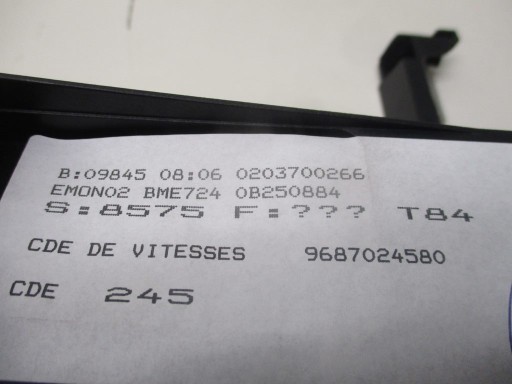 B:09845 08:06 0203700266
EMON02 BME724 0B250884
S:8575 F:??? T84
CDE DE VITESSES 9687024580
CDE 245